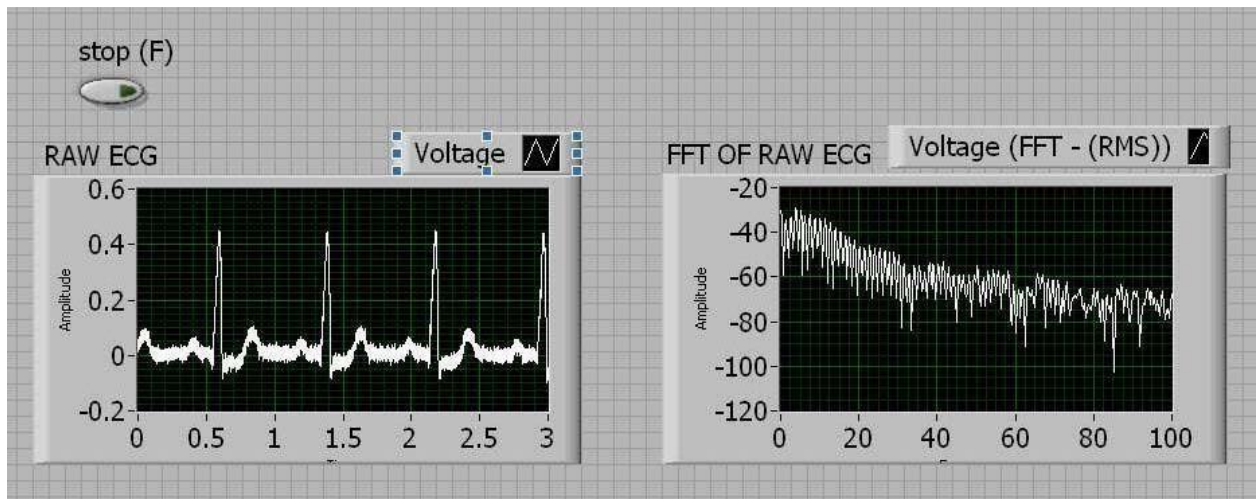 stop (F)
RAW ECG
Voltage
Amplitude
0.6
0.4
0.2
0
-0.2
0 0.5 1 1.5 2 2.5 3
FFT OF RAW ECG
Voltage (FFT - (RMS))
Amplitude
-20
-40
-60
-80
-100
-120
0 20 40 60 80 100